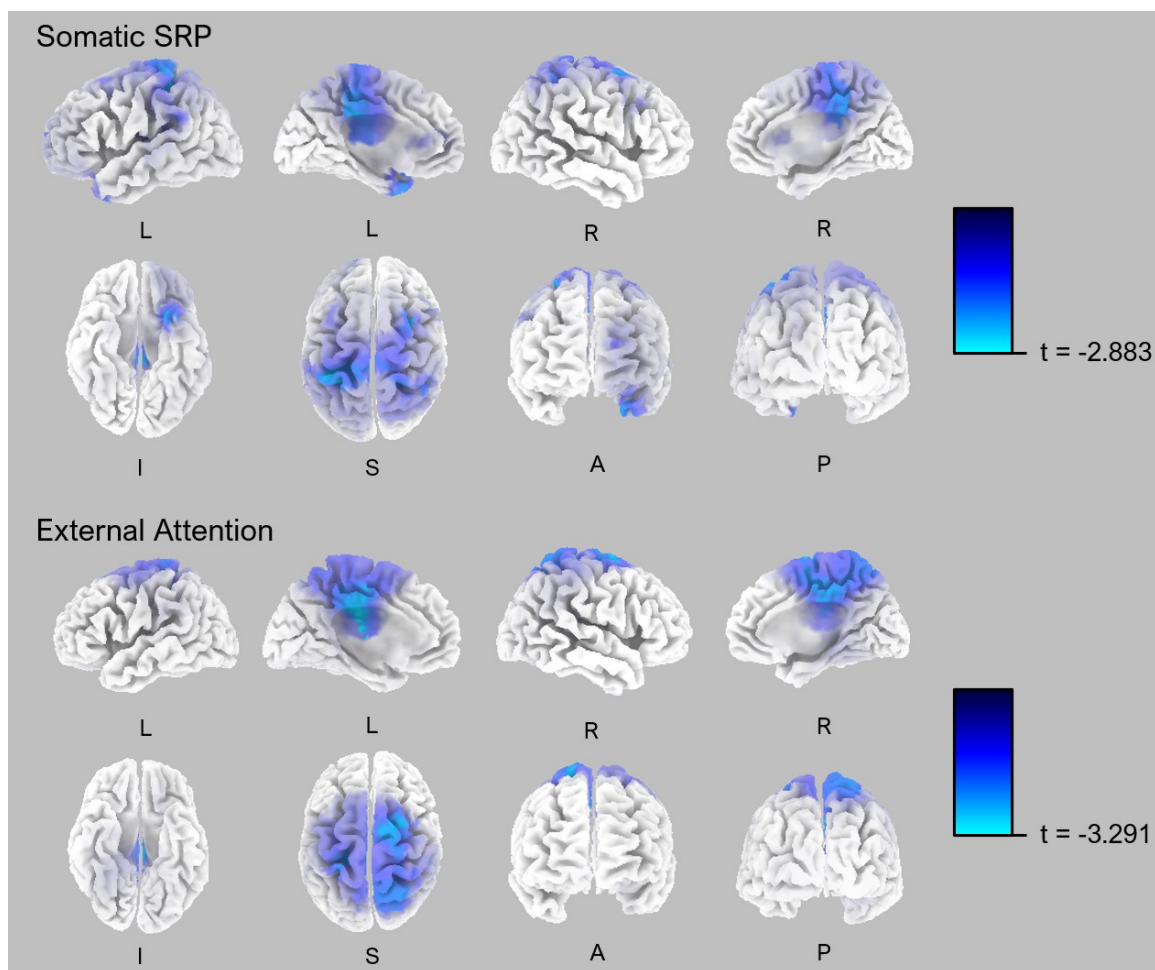 Somatic SRP
L L R R
t = -2.883
I S A P
External Attention
L L R R
t = -3.291
I S A P